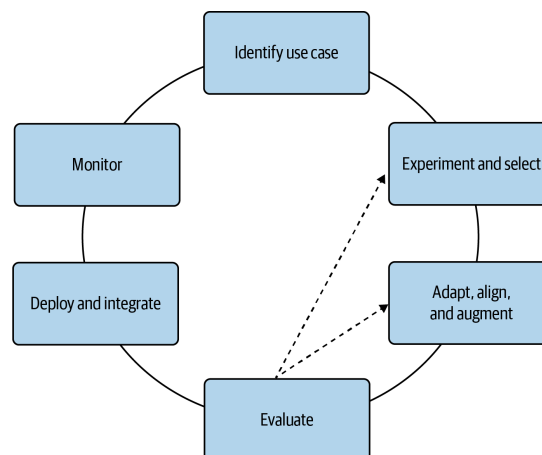 Identify use case
Monitor
Experiment and select
Deploy and integrate
Adapt, align,
and augment
Evaluate